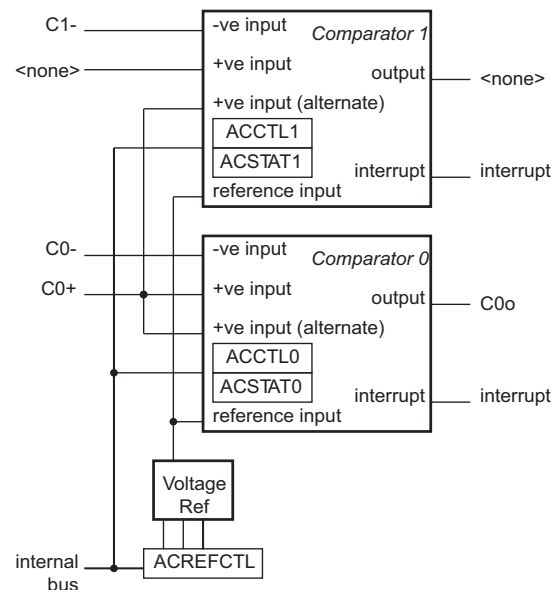 C1-
-ve input
Comparator 1
<none>
+ve input
output
<none>
+ve input (alternate)
ACCTL1
ACSTAT1
interrupt
interrupt
reference input
C0-
-ve input
Comparator 0
C0+
+ve input
output
C0o
+ve input (alternate)
ACCTL0
ACSTAT0
interrupt
interrupt
reference input
Voltage
Ref
internal
bus
ACREFCTL